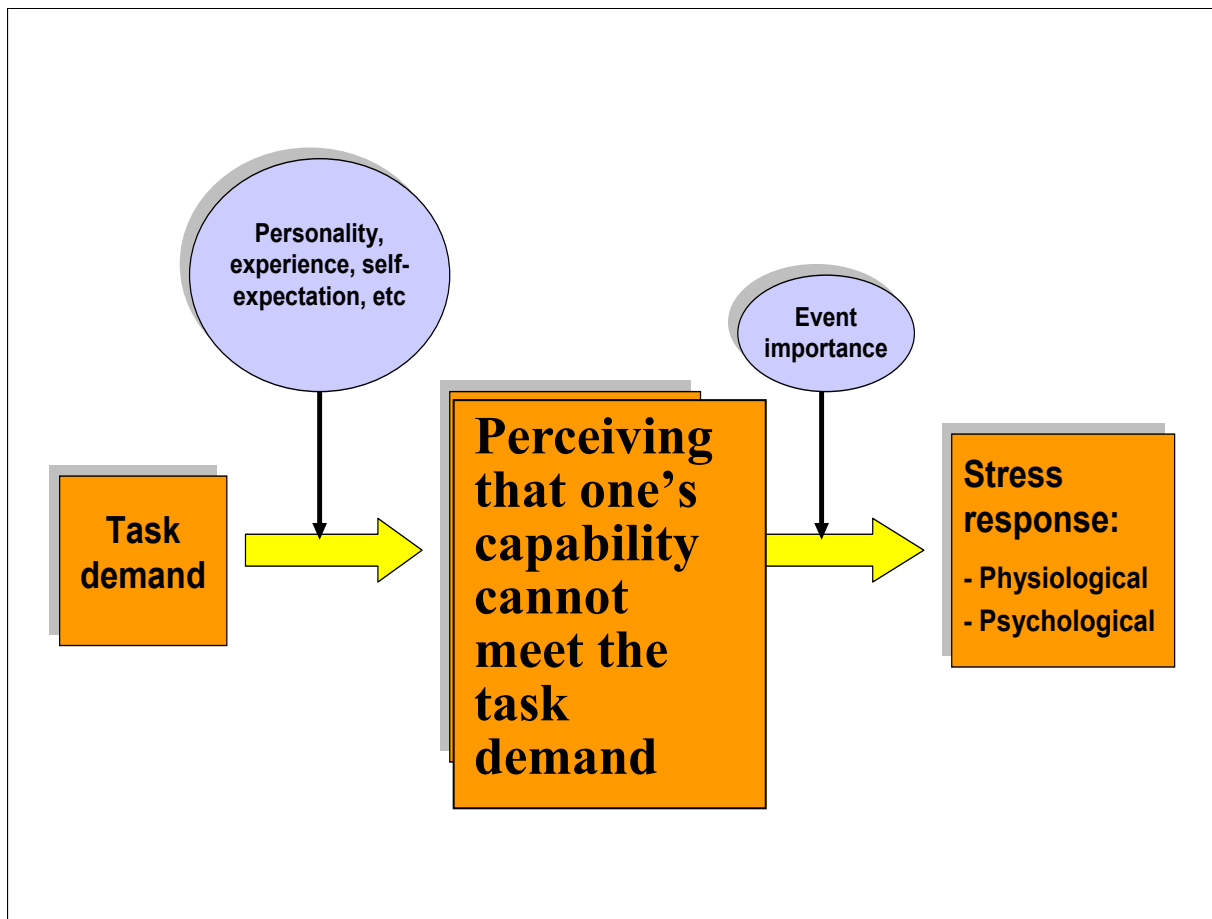 Personality,
experience, self-
expectation, etc
Event
importance
Task
demand
Perceiving
that one’s
capability
cannot
meet the
task
demand
Stress
response:
- Physiological
- Psychological